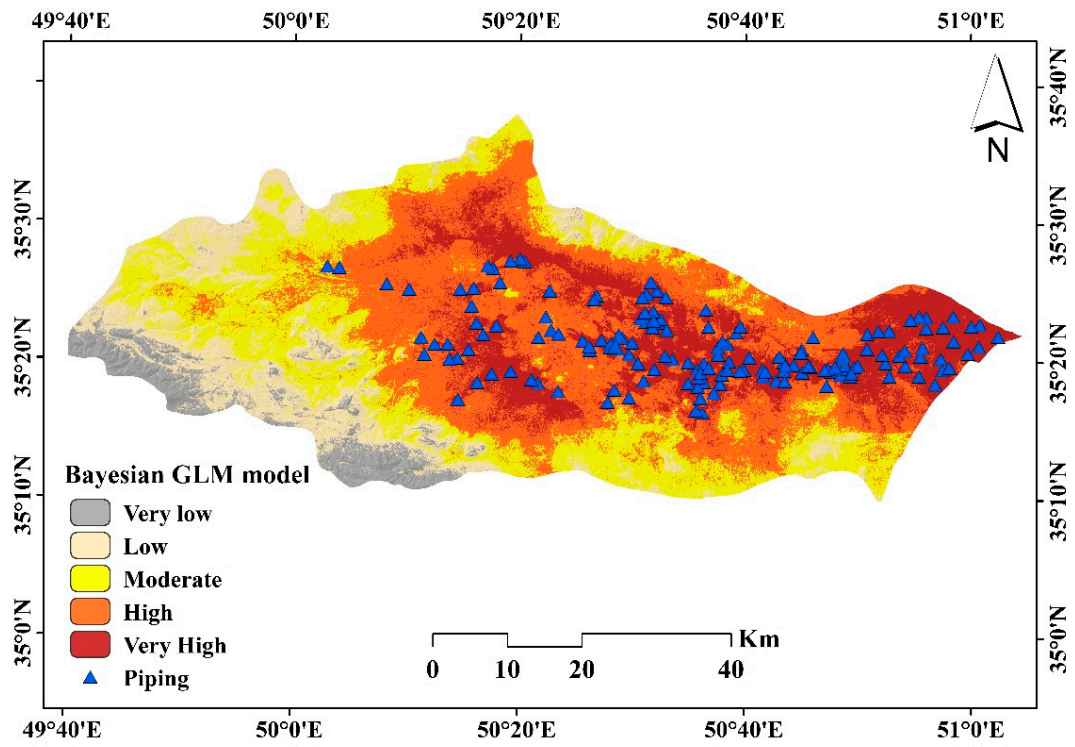 49°40'E 50°0'E 50°20'E 50°40'E 51°0'E
35°40'N
35°30'N 35°30'N
35°20'N 35°20'N
35°10'N 35°10'N
35°0'N 35°0'N
N
Bayesian GLM model
Very low
Low
Moderate
High
Very High
Piping
Km
0 10 20 40
49°40'E 50°0'E 50°20'E 50°40'E 51°0'E